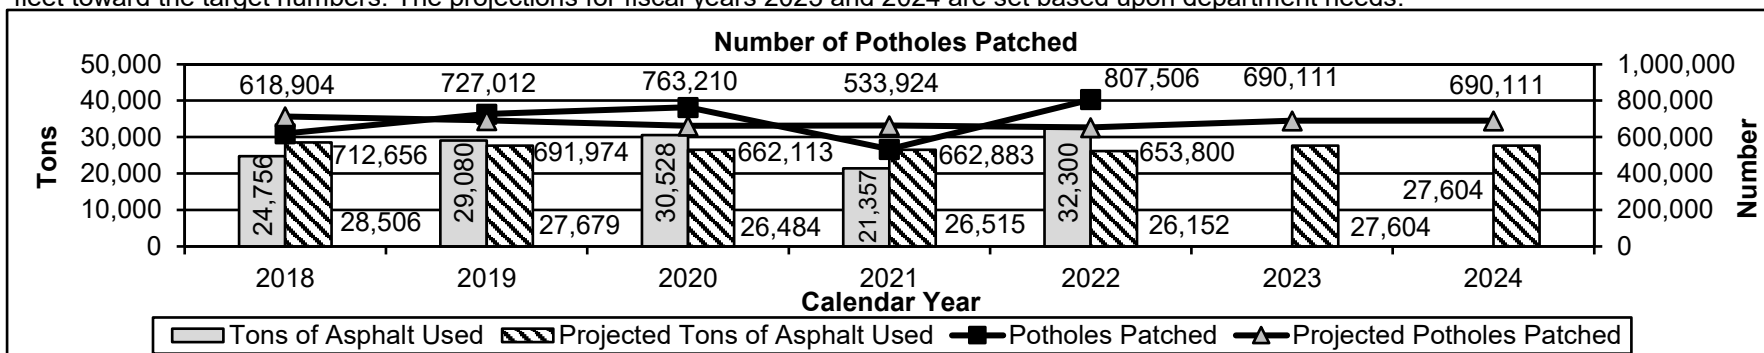 fleet toward the target numbers. The projections for fiscal years 2023 and 2024 are set based upon department needs.
Number of Potholes Patched
50,000 618,904 727,012 763,210 533,924 807,506 690,111 690,111 1,000,000
40,000 800,000
30,000 600,000
712,656 691,974 662,113 662,883 653,800
20,000 400,000
27,604
10,000 200,000
28,506 27,679 26,484 26,515 26,152 27,604
0 0
24,756 29,080 30,528 21,357 32,300
Tons
Number
2018 2019 2020 2021 2022 2023 2024
Calendar Year
Tons of Asphalt Used Projected Tons of Asphalt Used Potholes Patched Projected Potholes Patched